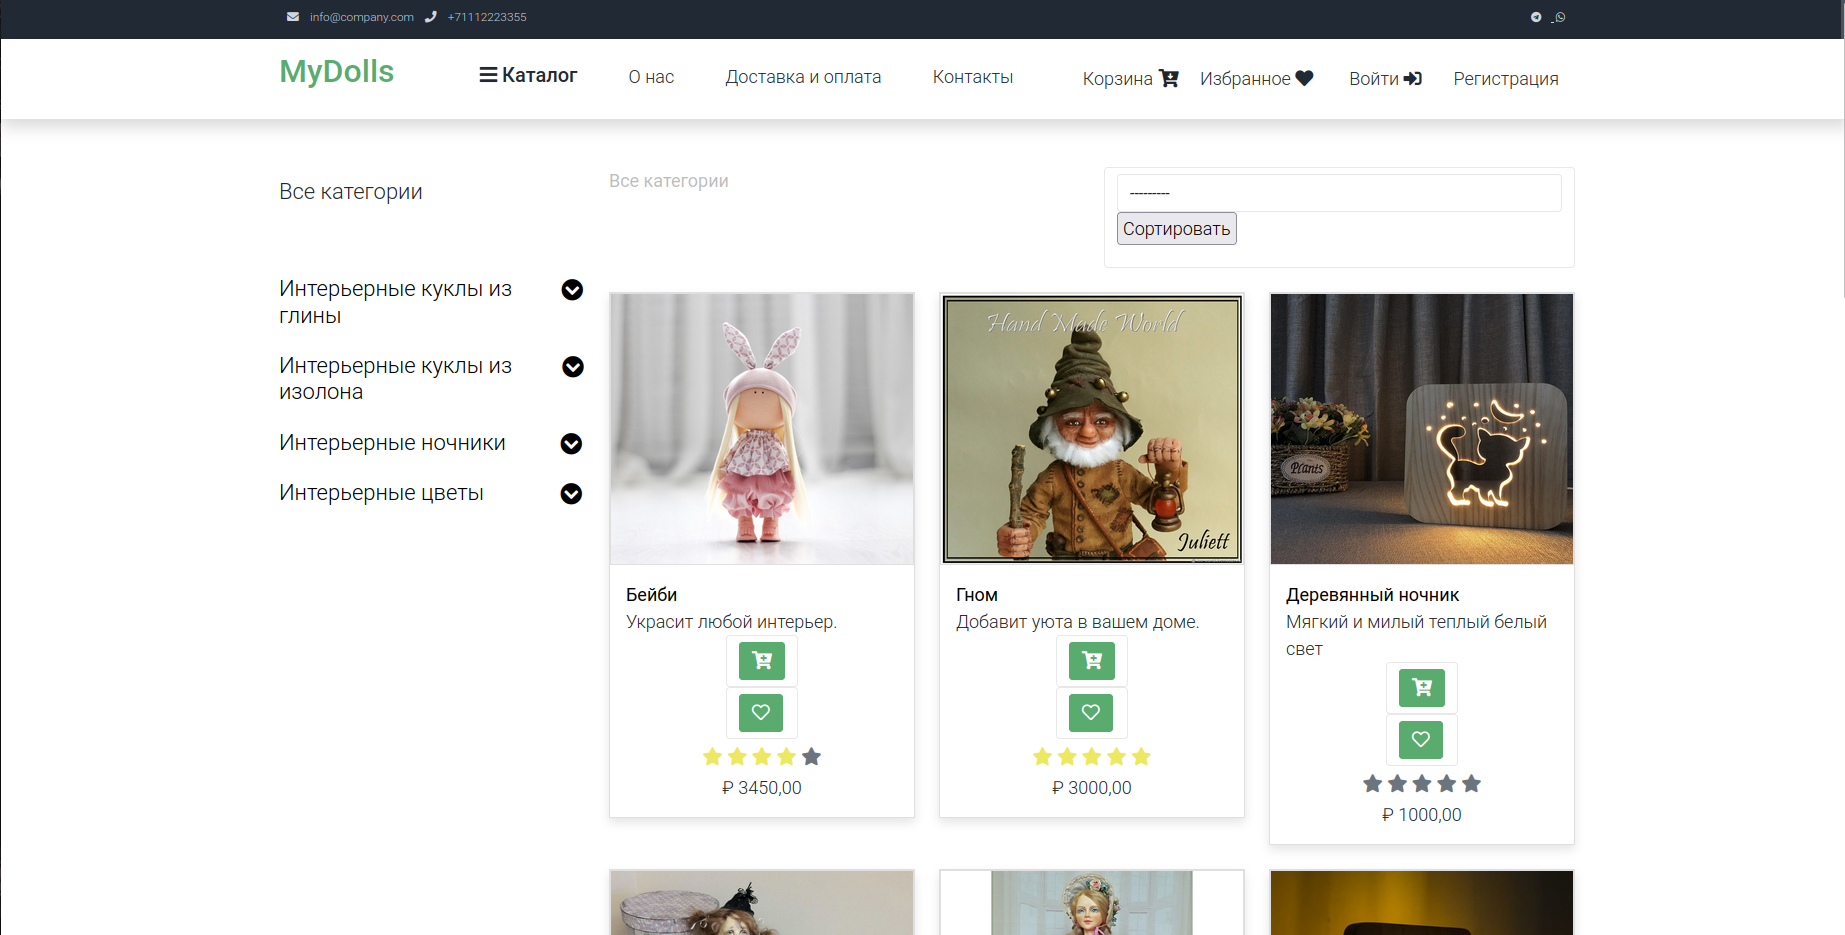 info@company.com +71112223355
MyDolls
Каталог О нас Доставка и оплата Контакты Корзина Избранное Войти Регистрация
Все категории
Интерьерные куклы из
глины
Интерьерные куклы из
изолона
Интерьерные ночники
Интерьерные цветы
Все категории
---------
Сортировать
Hand Made World
Juliett
Plants
Бейби
Украсит любой интерьер.
₽ 3450,00
Гном
Добавит уюта в вашем доме.
₽ 3000,00
Деревянный ночник
Мягкий и милый теплый белый
свет
₽ 1000,00